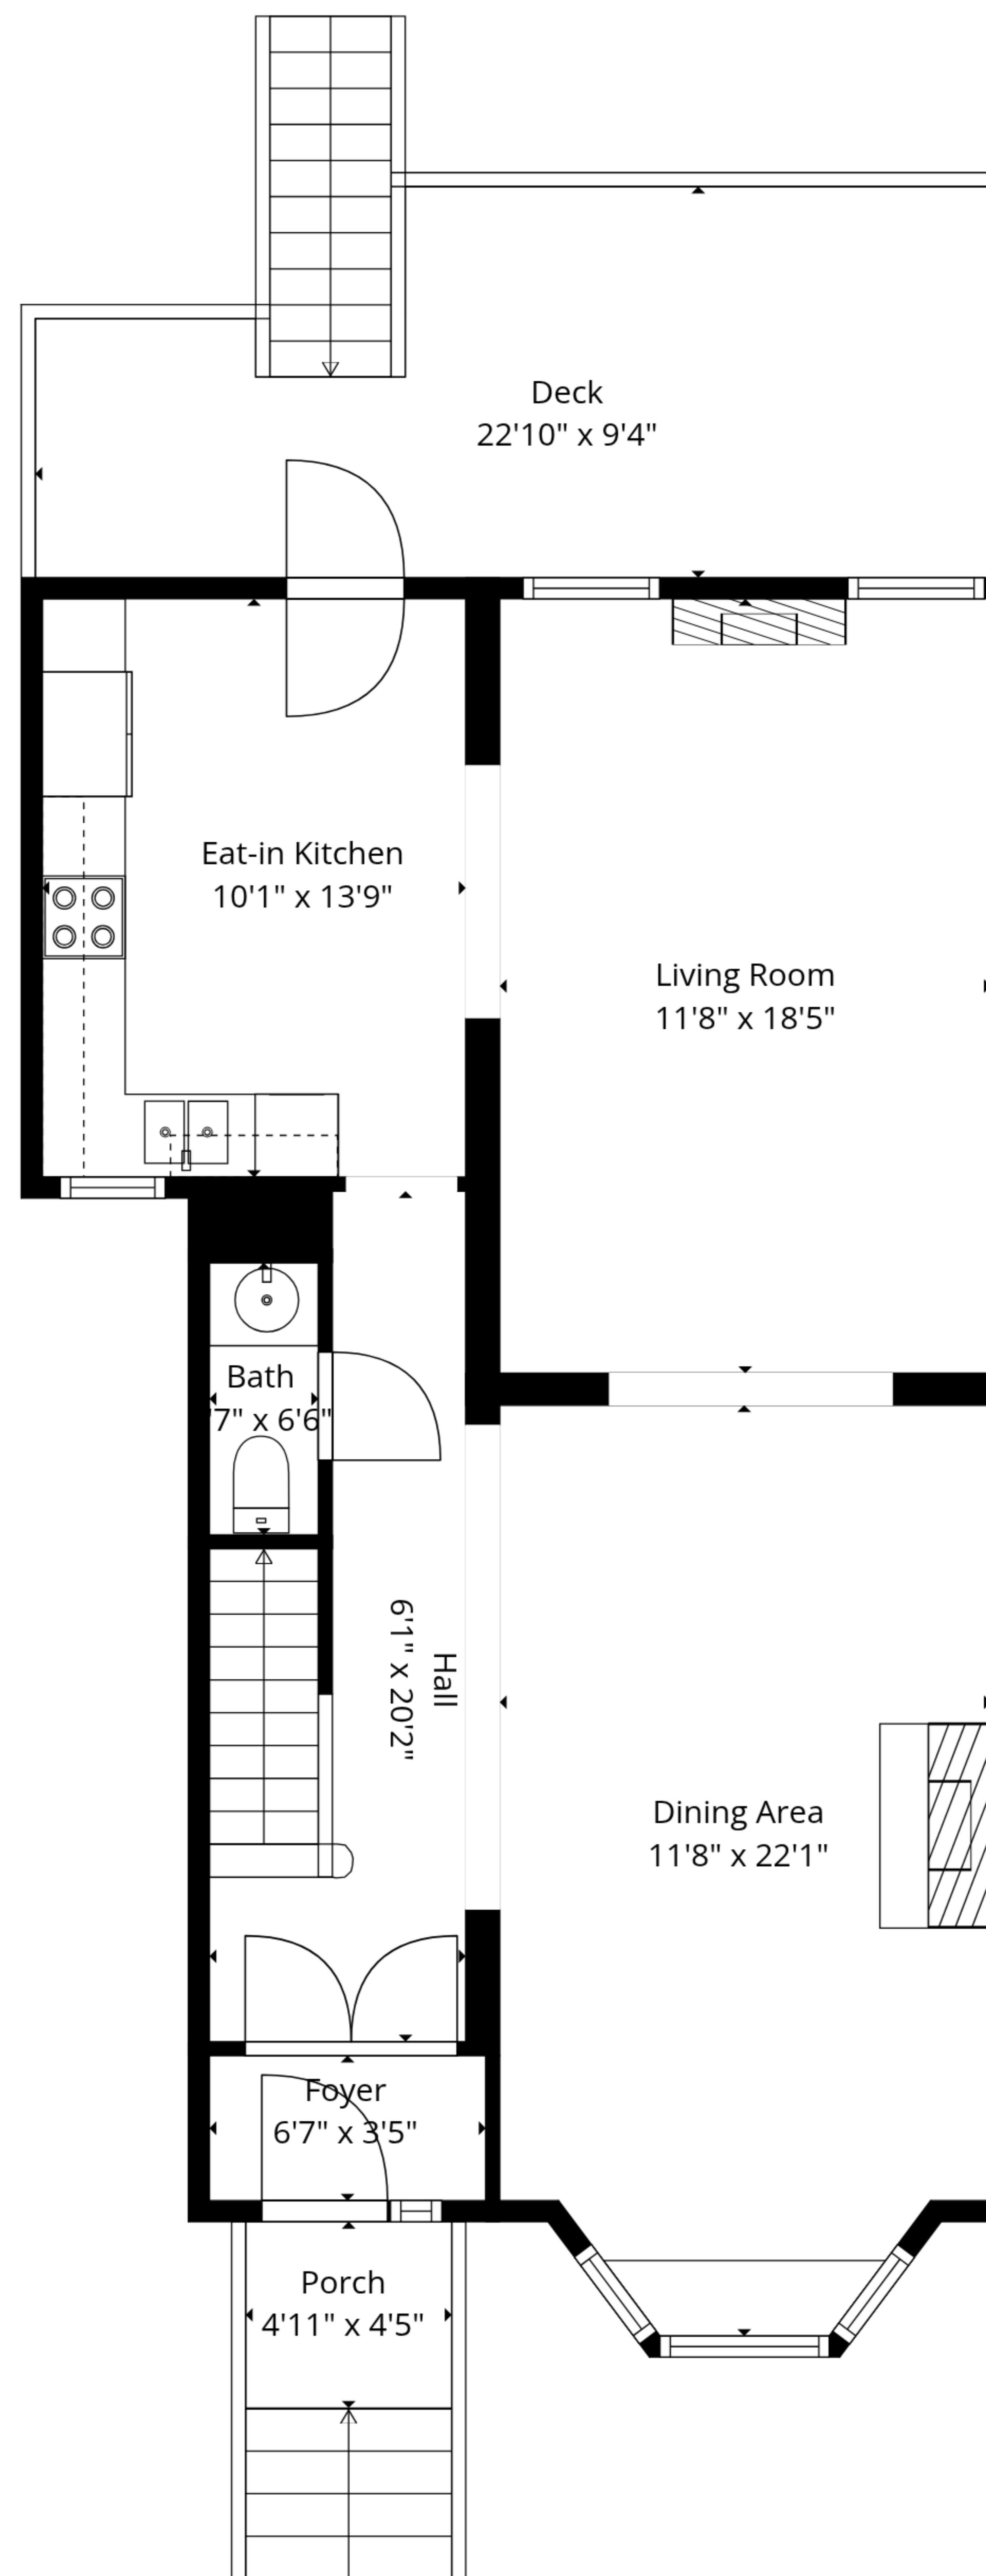 Deck
22'10" x 9'4"
Eat-in Kitchen
10'1" x 13'9"
Living Room
11'8" x 18'5"
Bath
'7" x 6'6"
Hall
6'1" x 20'2"
Dining Area
11'8" x 22'1"
Foyer
6'7" x 3'5"
Porch
4'11" x 4'5"